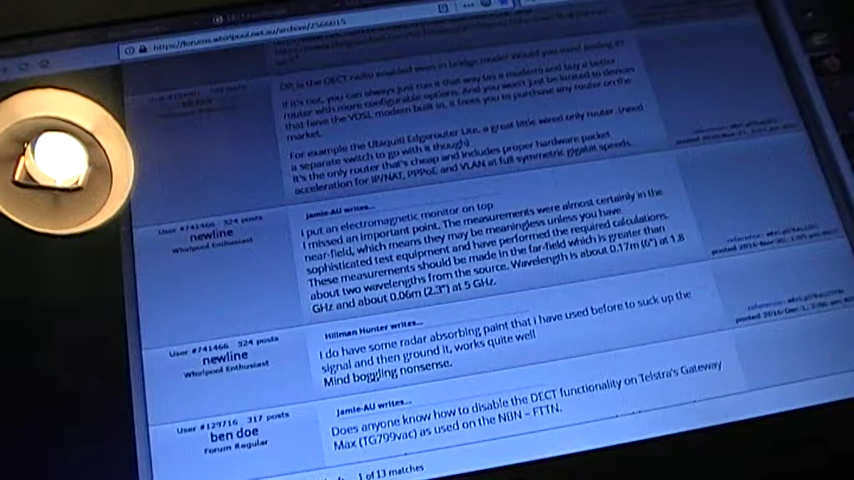 https://forums.whirlpool.net.au/archive/2566015
OP, is the DECT radio enabled even in bridge mode? Would you mind testing it?
If it's not, you can always just run it that way (as a modem) and buy a better
router with more configurable options. And you won't just be limited to devices
that have the VDSL modem built in, it frees you to purchase any router on the
market.
For example the Ubiquiti Edgerouter Lite, a great little wired only router. (need
a separate switch to go with it though)
It's the only router that's cheap and includes proper hardware packet
acceleration for IP/NAT, PPPoE and VLAN at full symmetric gigabit speeds.
User #741466 324 posts
newline
Whirlpool Enthusiast
Jamie-AU writes...
I put an electromagnetic monitor on top
I missed an important point. The measurements were almost certainly in the
near-field, which means they may be meaningless unless you have
sophisticated test equipment and have performed the required calculations.
These measurements should be made in the far-field which is greater than
about two wavelengths from the source. Wavelength is about 0.17m (6") at 1.8
GHz and about 0.06m (2.3") at 5 GHz.
User #741466 324 posts
newline
Whirlpool Enthusiast
Hillman Hunter writes...
I do have some radar absorbing paint that i have used before to suck up the
signal and then ground it, works quite well
Mind boggling nonsense.
User #129716 317 posts
ben doe
Forum Regular
Jamie-AU writes...
Does anyone know how to disable the DECT functionality on Telstra's Gateway
Max (TG799vac) as used on the NBN – FTTN.
1 of 13 matches